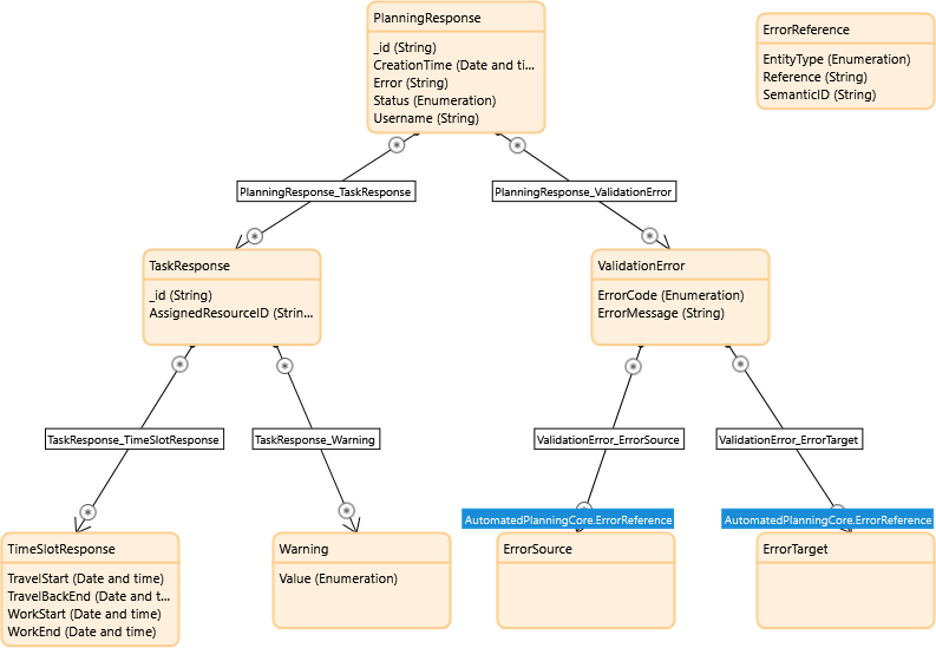 PlanningResponse
_id (String)
CreationTime (Date and ti...
Error (String)
Status (Enumeration)
Username (String)
ErrorReference
EntityType (Enumeration)
Reference (String)
SemanticID (String)
PlanningResponse_TaskResponse
PlanningResponse_ValidationError
TaskResponse
_id (String)
AssignedResourceID (Strin...
ValidationError
ErrorCode (Enumeration)
ErrorMessage (String)
TaskResponse_TimeSlotResponse
TaskResponse_Warning
ValidationError_ErrorSource
ValidationError_ErrorTarget
AutomatedPlanningCore.ErrorReference
AutomatedPlanningCore.ErrorReference
TimeSlotResponse
TravelStart (Date and time)
TravelBackEnd (Date and t...
WorkStart (Date and time)
WorkEnd (Date and time)
Warning
Value (Enumeration)
ErrorSource
ErrorTarget